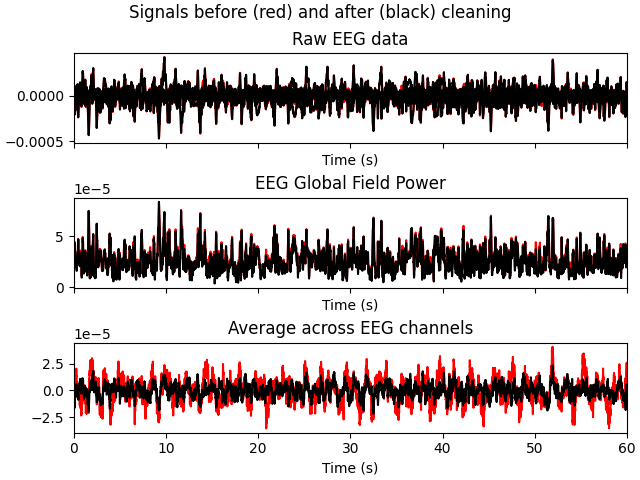 Signals before (red) and after (black) cleaning
Raw EEG data
0.0000
−0.0005
Time (s)
EEG Global Field Power
1e−5
5
0
Time (s)
Average across EEG channels
1e−5
2.5
0.0
−2.5
0 10 20 30 40 50 60
Time (s)